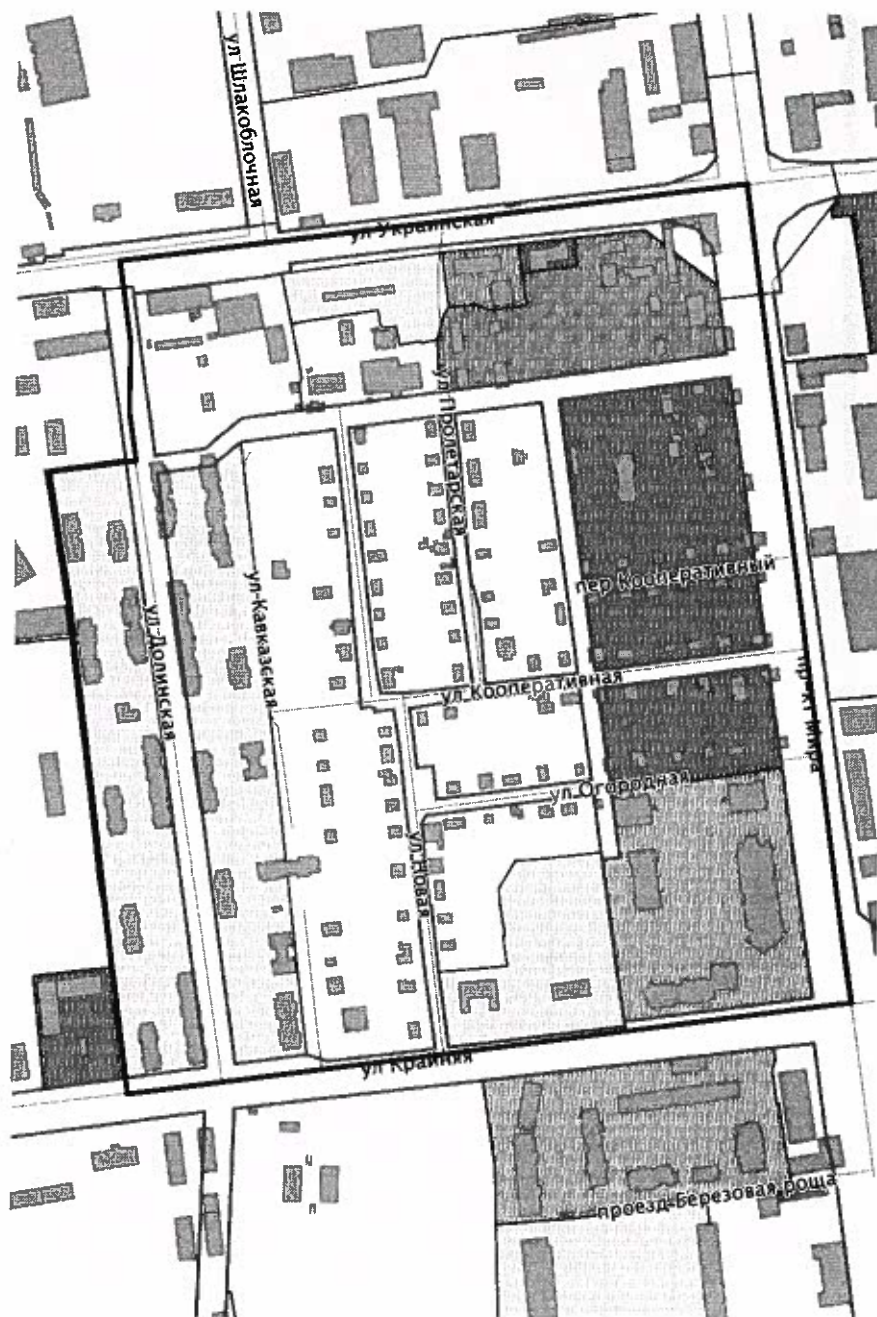 ул Шлакоблочная
ул Украинская
ул Пролетарская
пер Кооперативный
ул-Кавказская
ул-Долинская
ул Кооперативная
пр-кт Мира
ул Огородная
ул Новая
ул Крайняя
проезд-Березовая роща